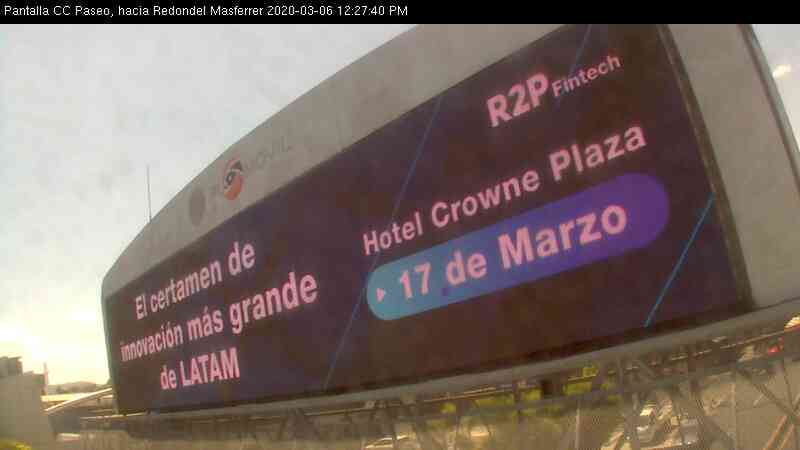 Pantalla CC Paseo, hacia Redondel Masferrer 2020-03-06 12:27:40 PM
R2P Fintech
Hotel Crowne Plaza
17 de Marzo
El certamen de
innovación más grande
de LATAM